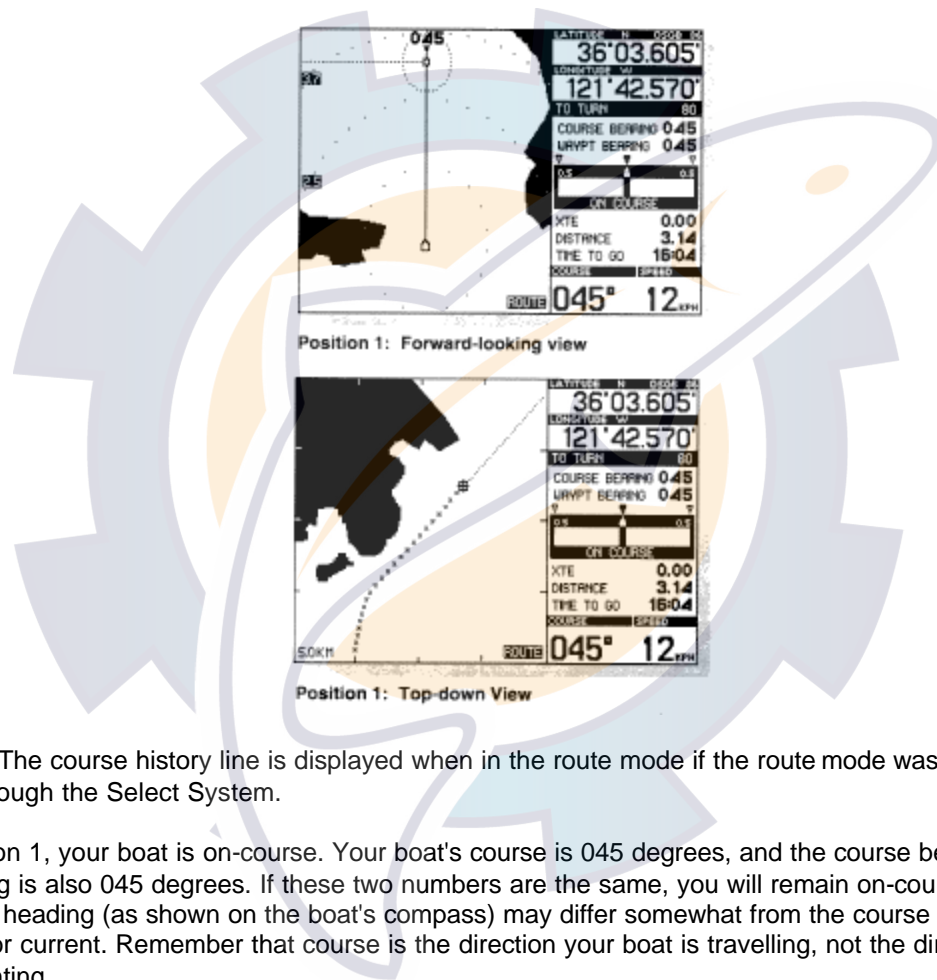 045
3.7
2.5
ROUTE
LATITUDE N 0508 86
36°03.605'
LONGITUDE W
121°42.570'
TO TURN 80
COURSE BEARING 045
WAYPT BEARING 045
0.5 0.5
ON COURSE
XTE 0.00
DISTANCE 3.14
TIME TO GO 16:04
COURSE SPEED
045° 12 KPH
Position 1: Forward-looking view
5.0KM
ROUTE
LATITUDE N 0508 86
36°03.605'
LONGITUDE W
121°42.570'
TO TURN 80
COURSE BEARING 045
WAYPT BEARING 045
0.5 0.5
ON COURSE
XTE 0.00
DISTANCE 3.14
TIME TO GO 16:04
COURSE SPEED
045° 12 KPH
Position 1: Top-down View
The course history line is displayed when in the route mode if the route mode was
ough the Select System.
on 1, your boat is on-course. Your boat's course is 045 degrees, and the course be
g is also 045 degrees. If these two numbers are the same, you will remain on-cou
heading (as shown on the boat's compass) may differ somewhat from the course
or current. Remember that course is the direction your boat is travelling, not the di